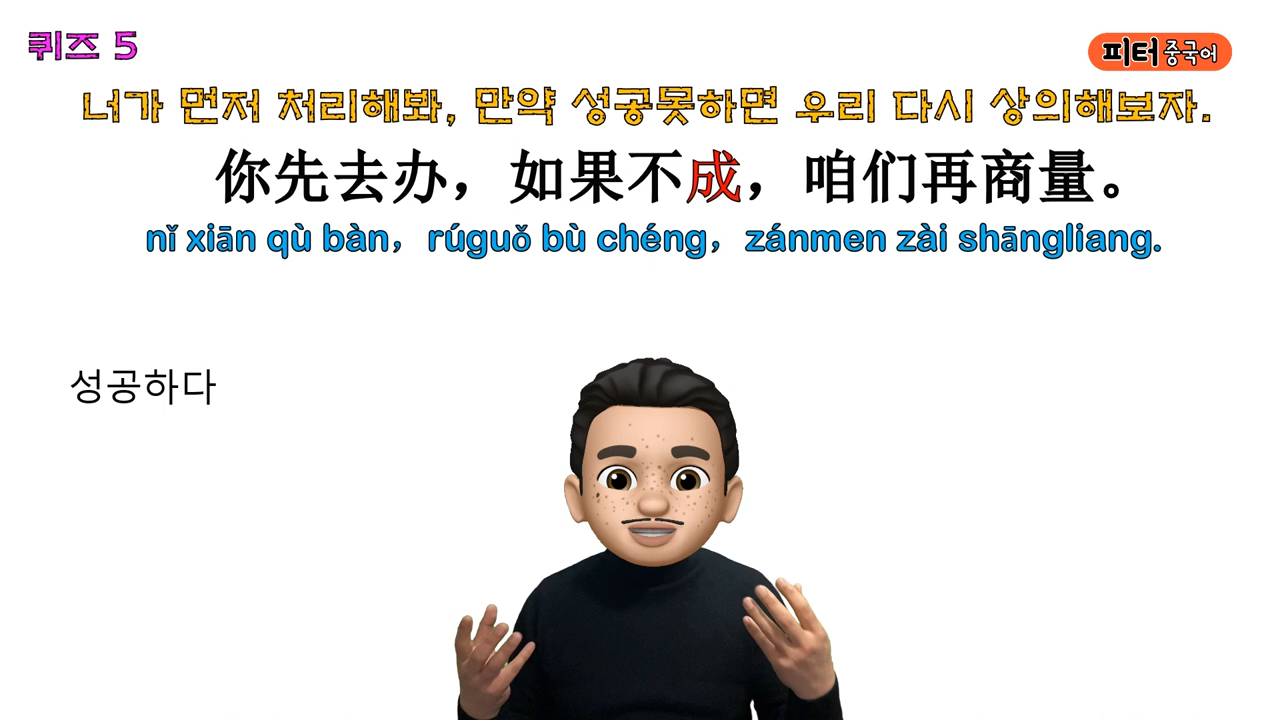 퀴즈 5
피터 중국어
너가 먼저 처리해봐, 만약 성공못하면 우리 다시 상의해보자.
你先去办，如果不成，咱们再商量。
nǐ xiān qù bàn，rúguǒ bù chéng，zánmen zài shāngliang.
성공하다